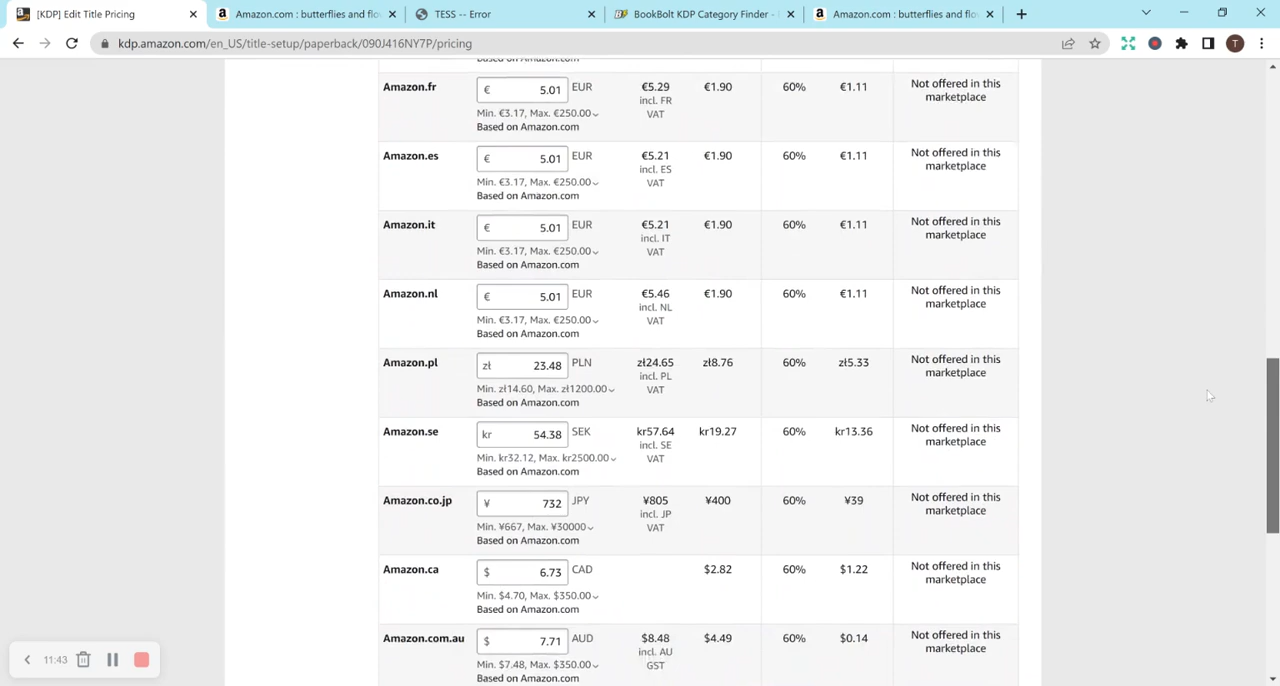 [KDP] Edit Title Pricing
Amazon.com : butterflies and flo
TESS -- Error
BookBolt KDP Category Finder -
Amazon.com : butterflies and flo
kdp.amazon.com/en_US/title-setup/paperback/090J416NY7P/pricing
T
Based on Amazon.com
Amazon.fr € 5.01 EUR €5.29 €1.90 60% €1.11 Not offered in this
incl. FR marketplace
Min. €3.17, Max. €250.00 VAT
Based on Amazon.com
Amazon.es € 5.01 EUR €5.21 €1.90 60% €1.11 Not offered in this
incl. ES marketplace
Min. €3.17, Max. €250.00 VAT
Based on Amazon.com
Amazon.it € 5.01 EUR €5.21 €1.90 60% €1.11 Not offered in this
incl. IT marketplace
Min. €3.17, Max. €250.00 VAT
Based on Amazon.com
Amazon.nl € 5.01 EUR €5.46 €1.90 60% €1.11 Not offered in this
incl. NL marketplace
Min. €3.17, Max. €250.00 VAT
Based on Amazon.com
Amazon.pl zł 23.48 PLN zł24.65 zł8.76 60% zł5.33 Not offered in this
incl. PL marketplace
Min. zł14.60, Max. zł1200.00 VAT
Based on Amazon.com
Amazon.se kr 54.38 SEK kr57.64 kr19.27 60% kr13.36 Not offered in this
incl. SE marketplace
Min. kr32.12, Max. kr2500.00 VAT
Based on Amazon.com
Amazon.co.jp ¥ 732 JPY ¥805 ¥400 60% ¥39 Not offered in this
incl. JP marketplace
Min. ¥667, Max. ¥30000 VAT
Based on Amazon.com
Amazon.ca $ 6.73 CAD $2.82 60% $1.22 Not offered in this
marketplace
Min. $4.70, Max. $350.00
Based on Amazon.com
Amazon.com.au $ 7.71 AUD $8.48 $4.49 60% $0.14 Not offered in this
incl. AU marketplace
Min. $7.48, Max. $350.00 GST
Based on Amazon.com
11:43